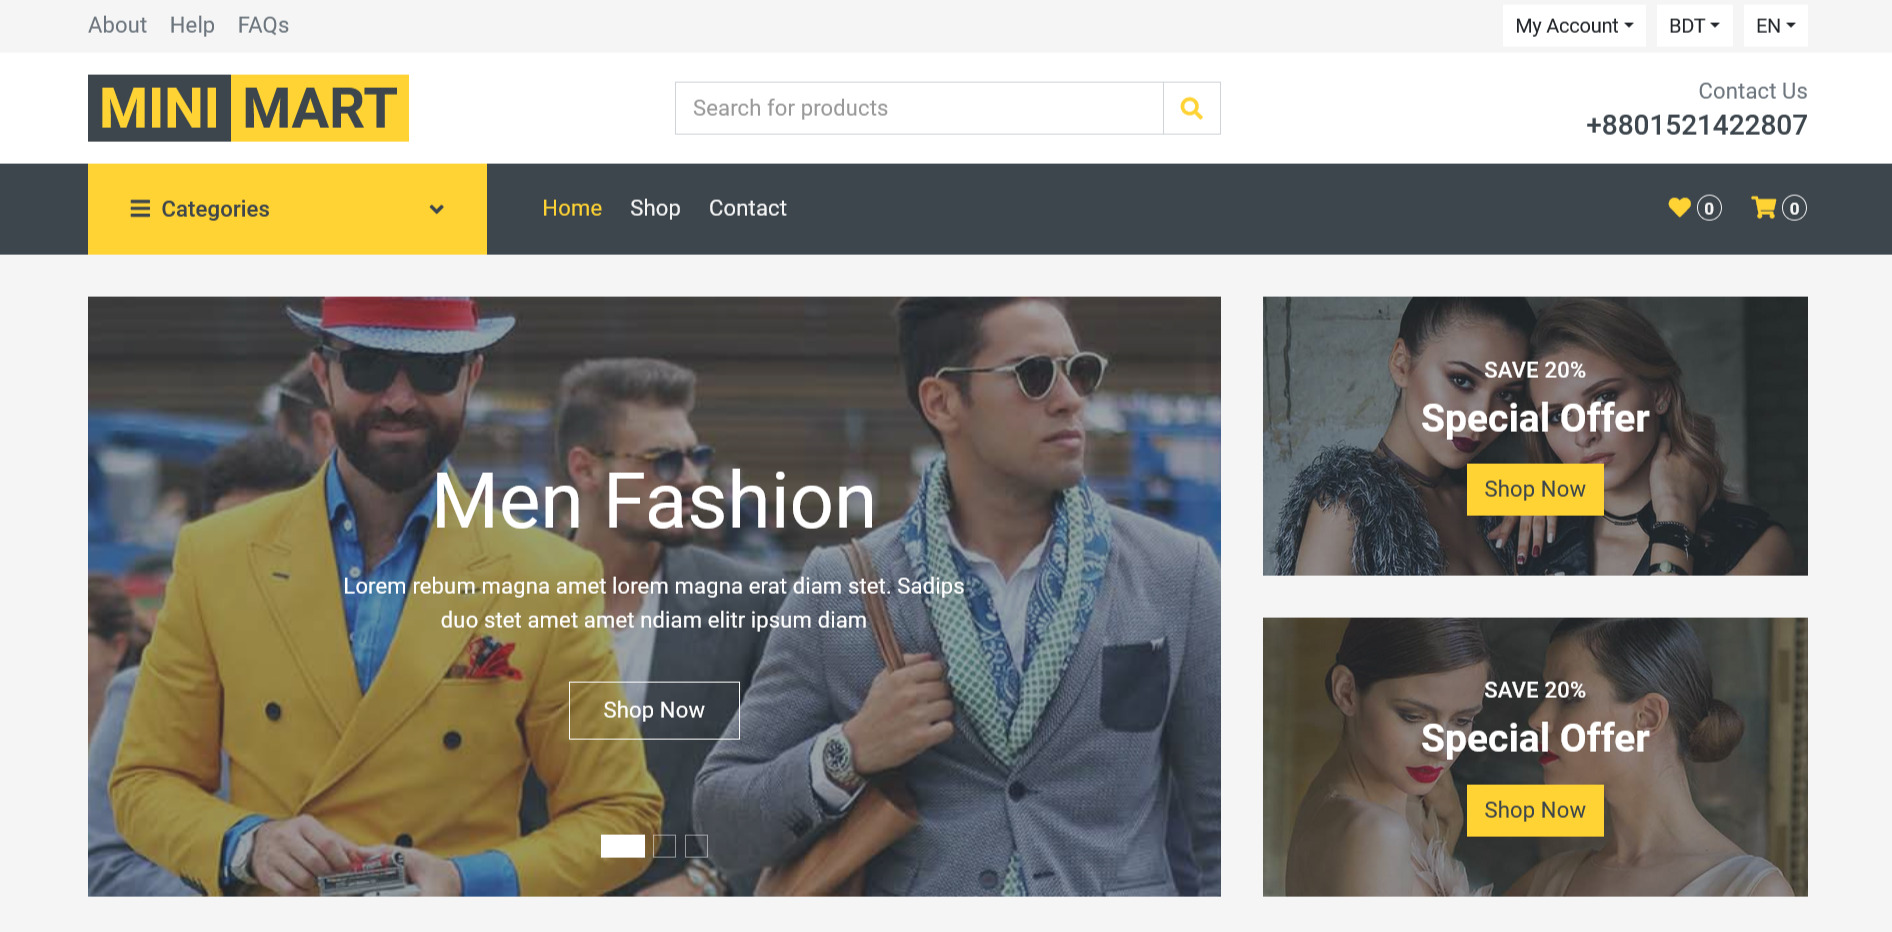 About Help FAQs
My Account BDT EN
MINI MART
Search for products
Contact Us
+8801521422807
Categories
Home Shop Contact
0 0
Men Fashion
Lorem rebum magna amet lorem magna erat diam stet. Sadips
duo stet amet amet ndiam elitr ipsum diam
Shop Now
SAVE 20%
Special Offer
Shop Now
SAVE 20%
Special Offer
Shop Now